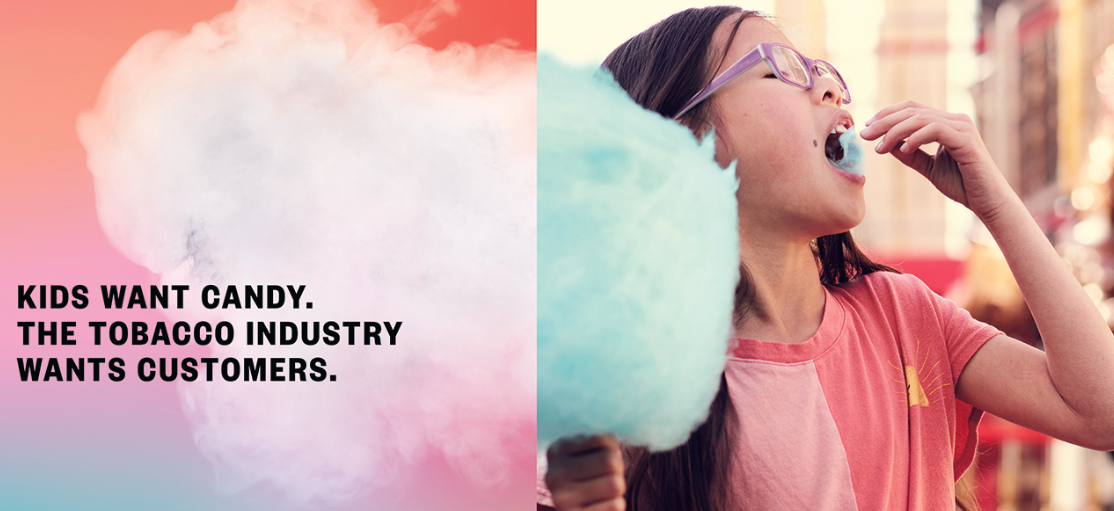 KIDS WANT CANDY.
THE TOBACCO INDUSTRY
WANTS CUSTOMERS.